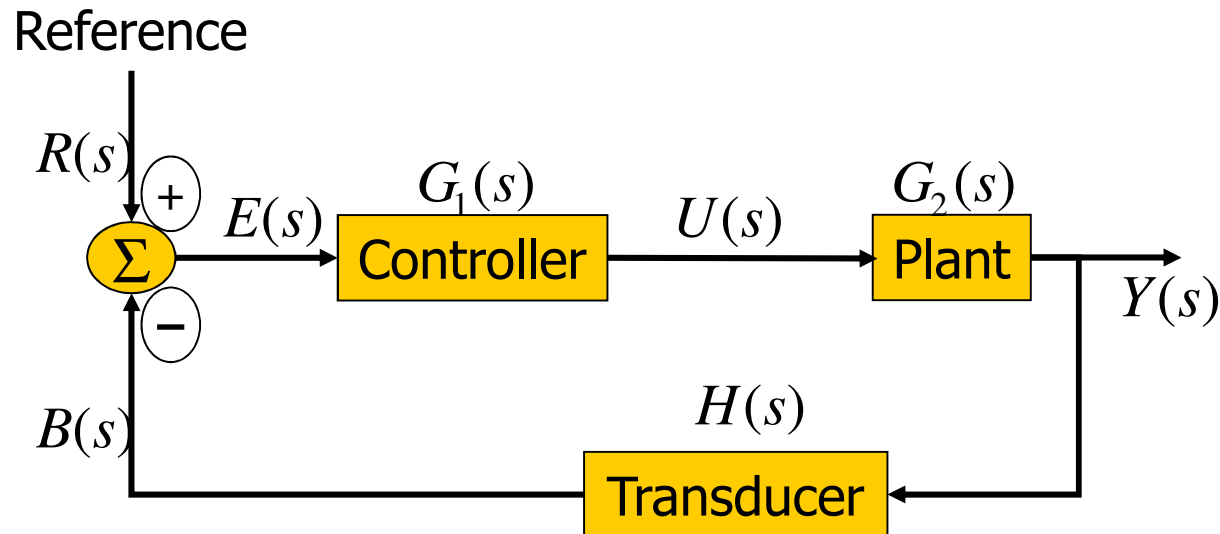 Reference
R(s)
+
G₁(s)
G₂(s)
E(s)
U(s)
Σ
Controller
Plant
Y(s)
−
H(s)
B(s)
Transducer